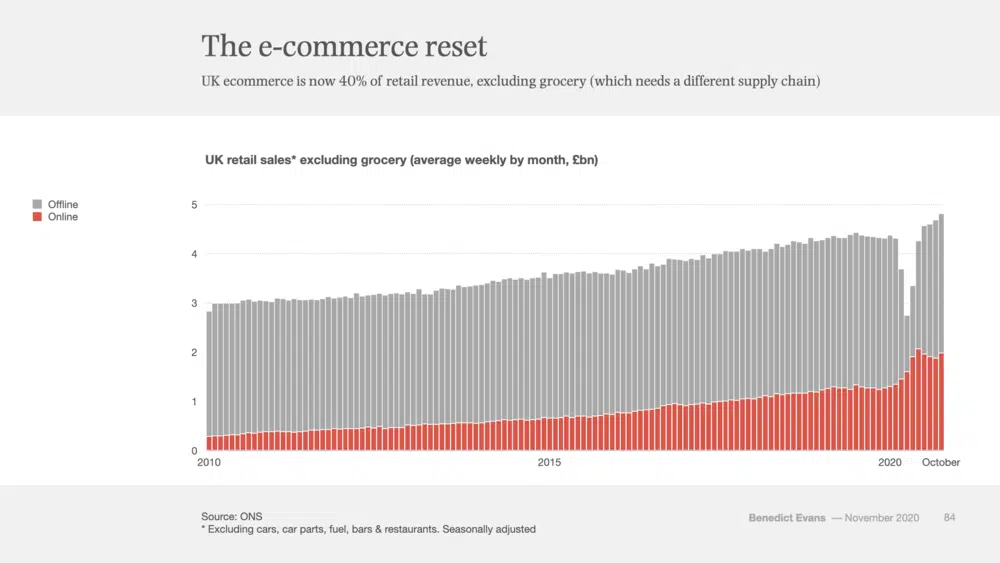 The e-commerce reset
UK ecommerce is now 40% of retail revenue, excluding grocery (which needs a different supply chain)
UK retail sales* excluding grocery (average weekly by month, £bn)
Offline
Online
5
4
3
2
1
0
2010 2015 2020 October
Source: ONS
* Excluding cars, car parts, fuel, bars & restaurants. Seasonally adjusted
Benedict Evans — November 2020 84